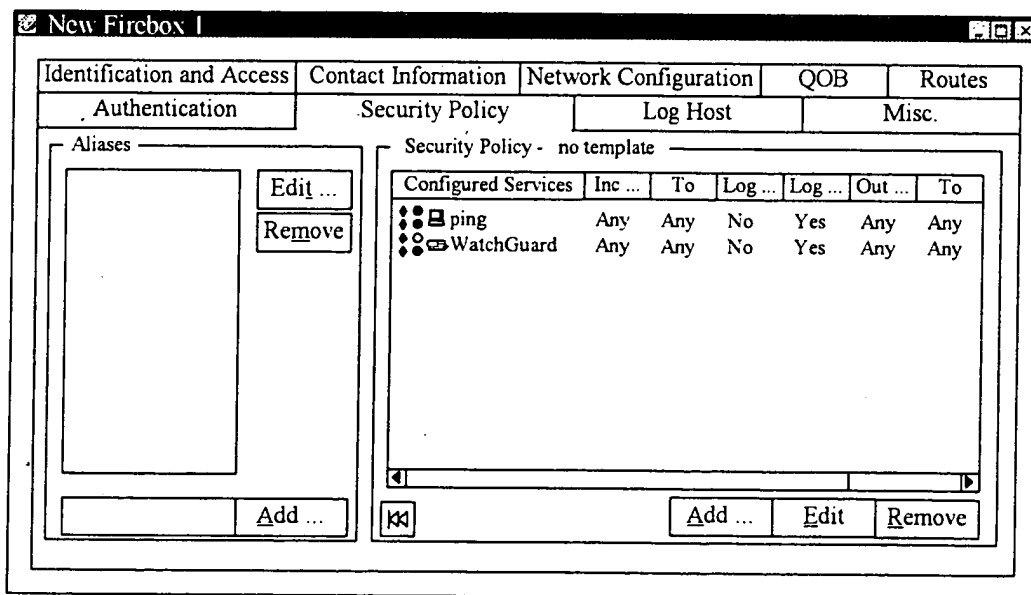 New Firebox 1
Identification and Access Contact Information Network Configuration QOB Routes
Authentication Security Policy Log Host Misc.
Aliases
Edit ...
Remove
Add ...
Security Policy - no template
Configured Services Inc ... To Log ... Log ... Out ... To
ping Any Any No Yes Any Any
WatchGuard Any Any No Yes Any Any
Add ... Edit Remove